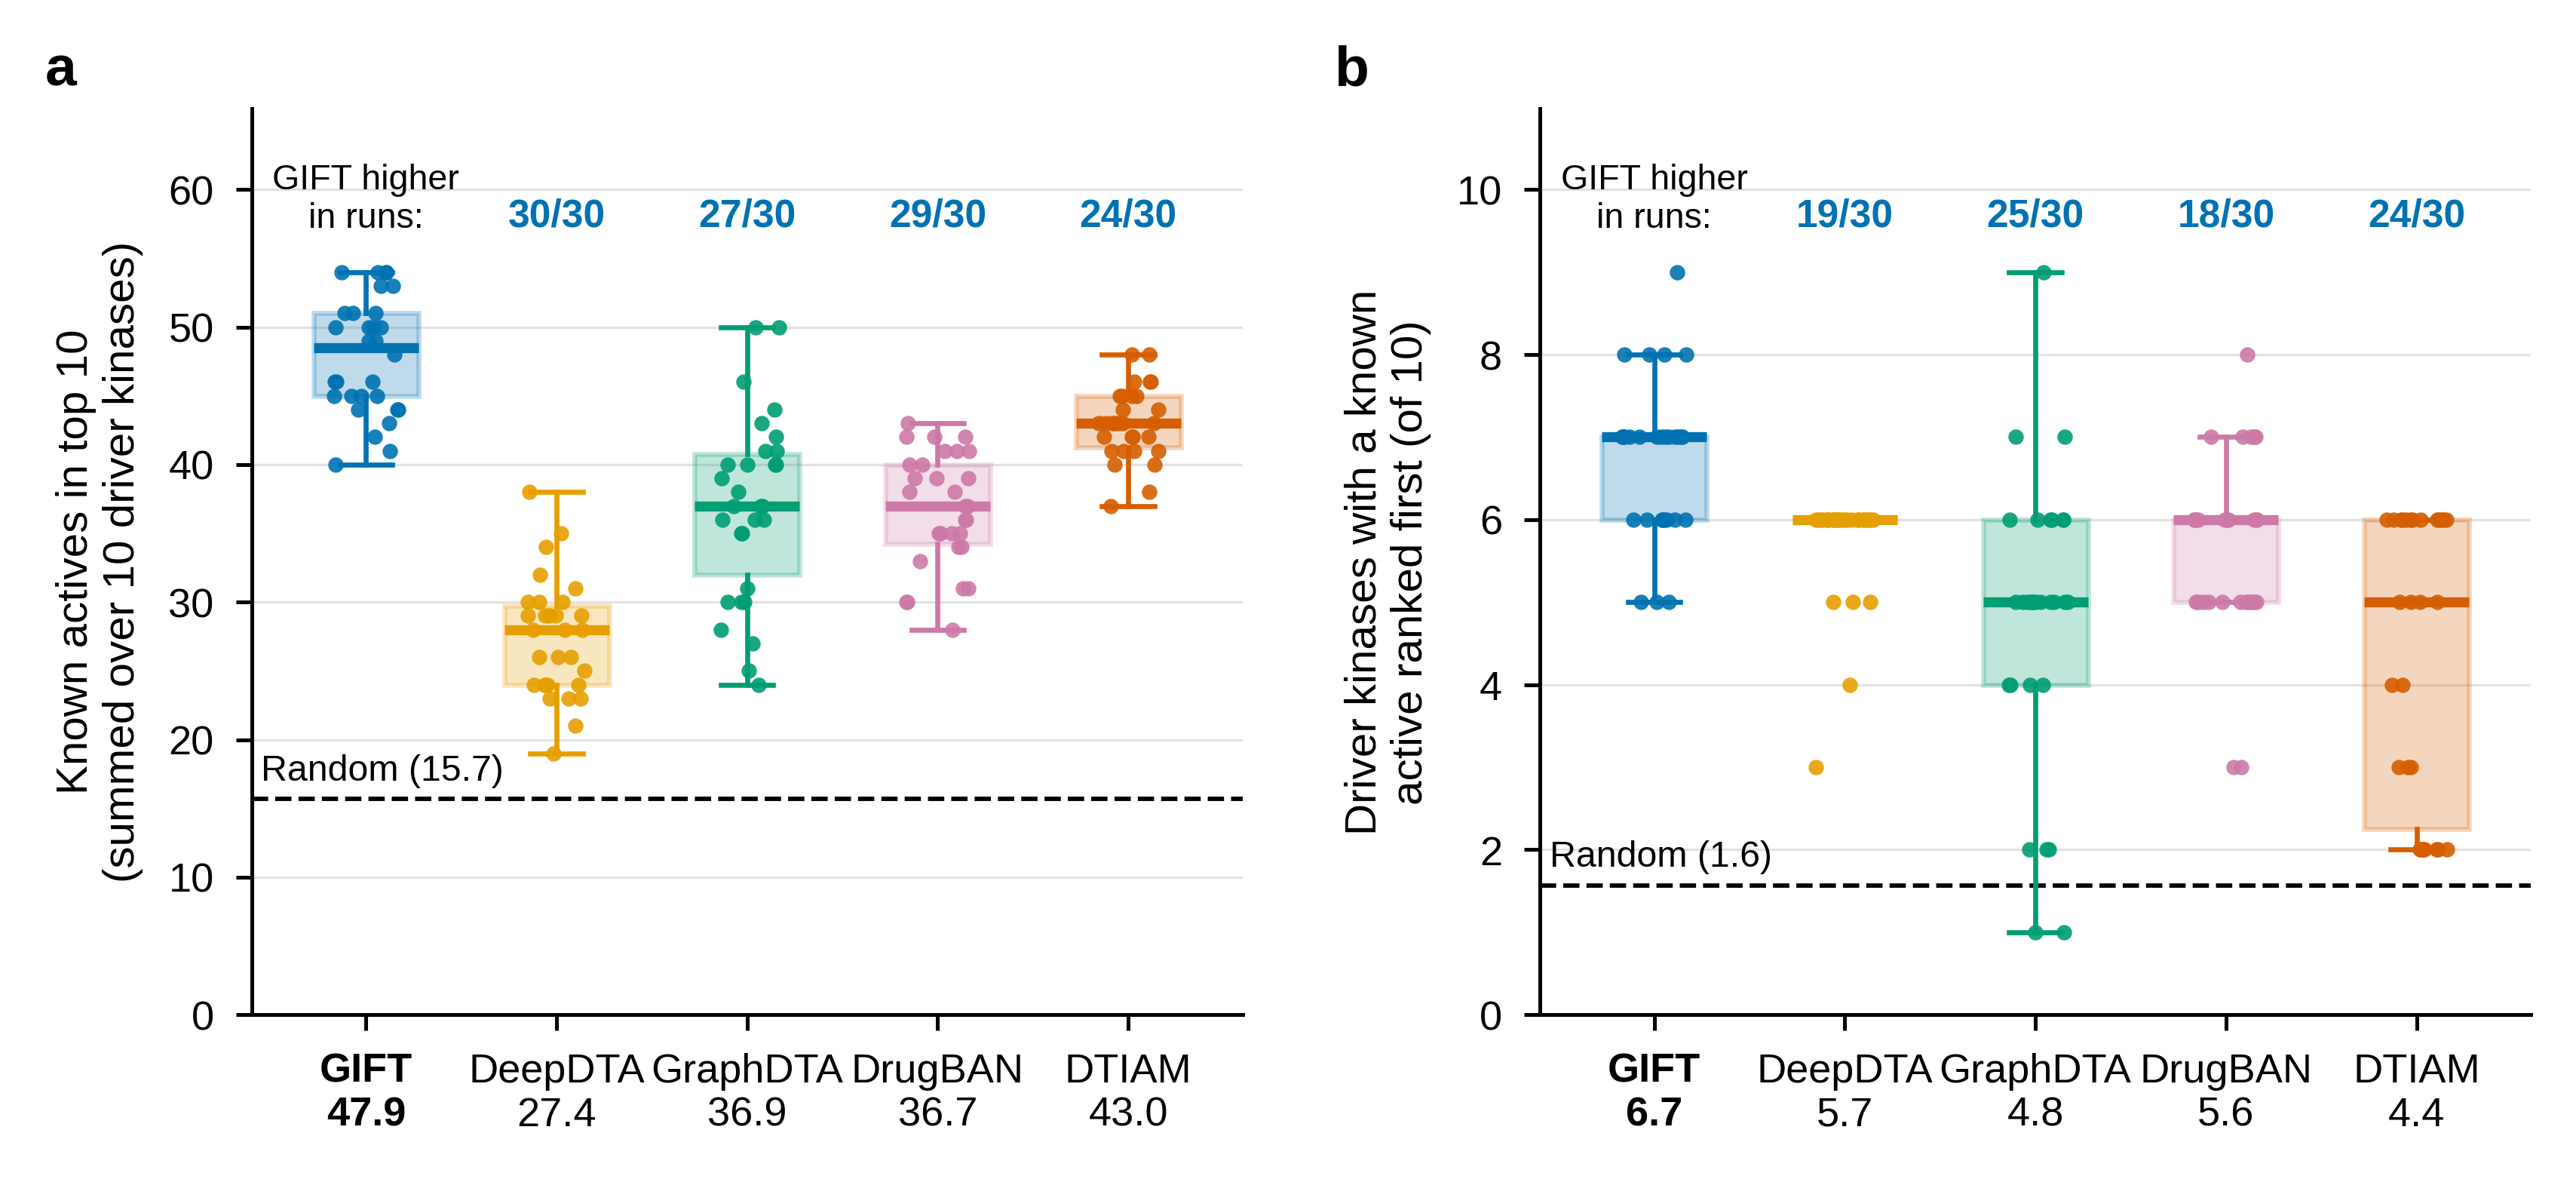 a
Known actives in top 10
(summed over 10 driver kinases)
60
50
40
30
20
10
0
GIFT higher
in runs:
30/30
27/30
29/30
24/30
Random (15.7)
GIFT
DeepDTA
GraphDTA
DrugBAN
DTIAM
47.9
27.4
36.9
36.7
43.0
b
Driver kinases with a known
active ranked first (of 10)
10
8
6
4
2
0
GIFT higher
in runs:
19/30
25/30
18/30
24/30
Random (1.6)
GIFT
DeepDTA
GraphDTA
DrugBAN
DTIAM
6.7
5.7
4.8
5.6
4.4